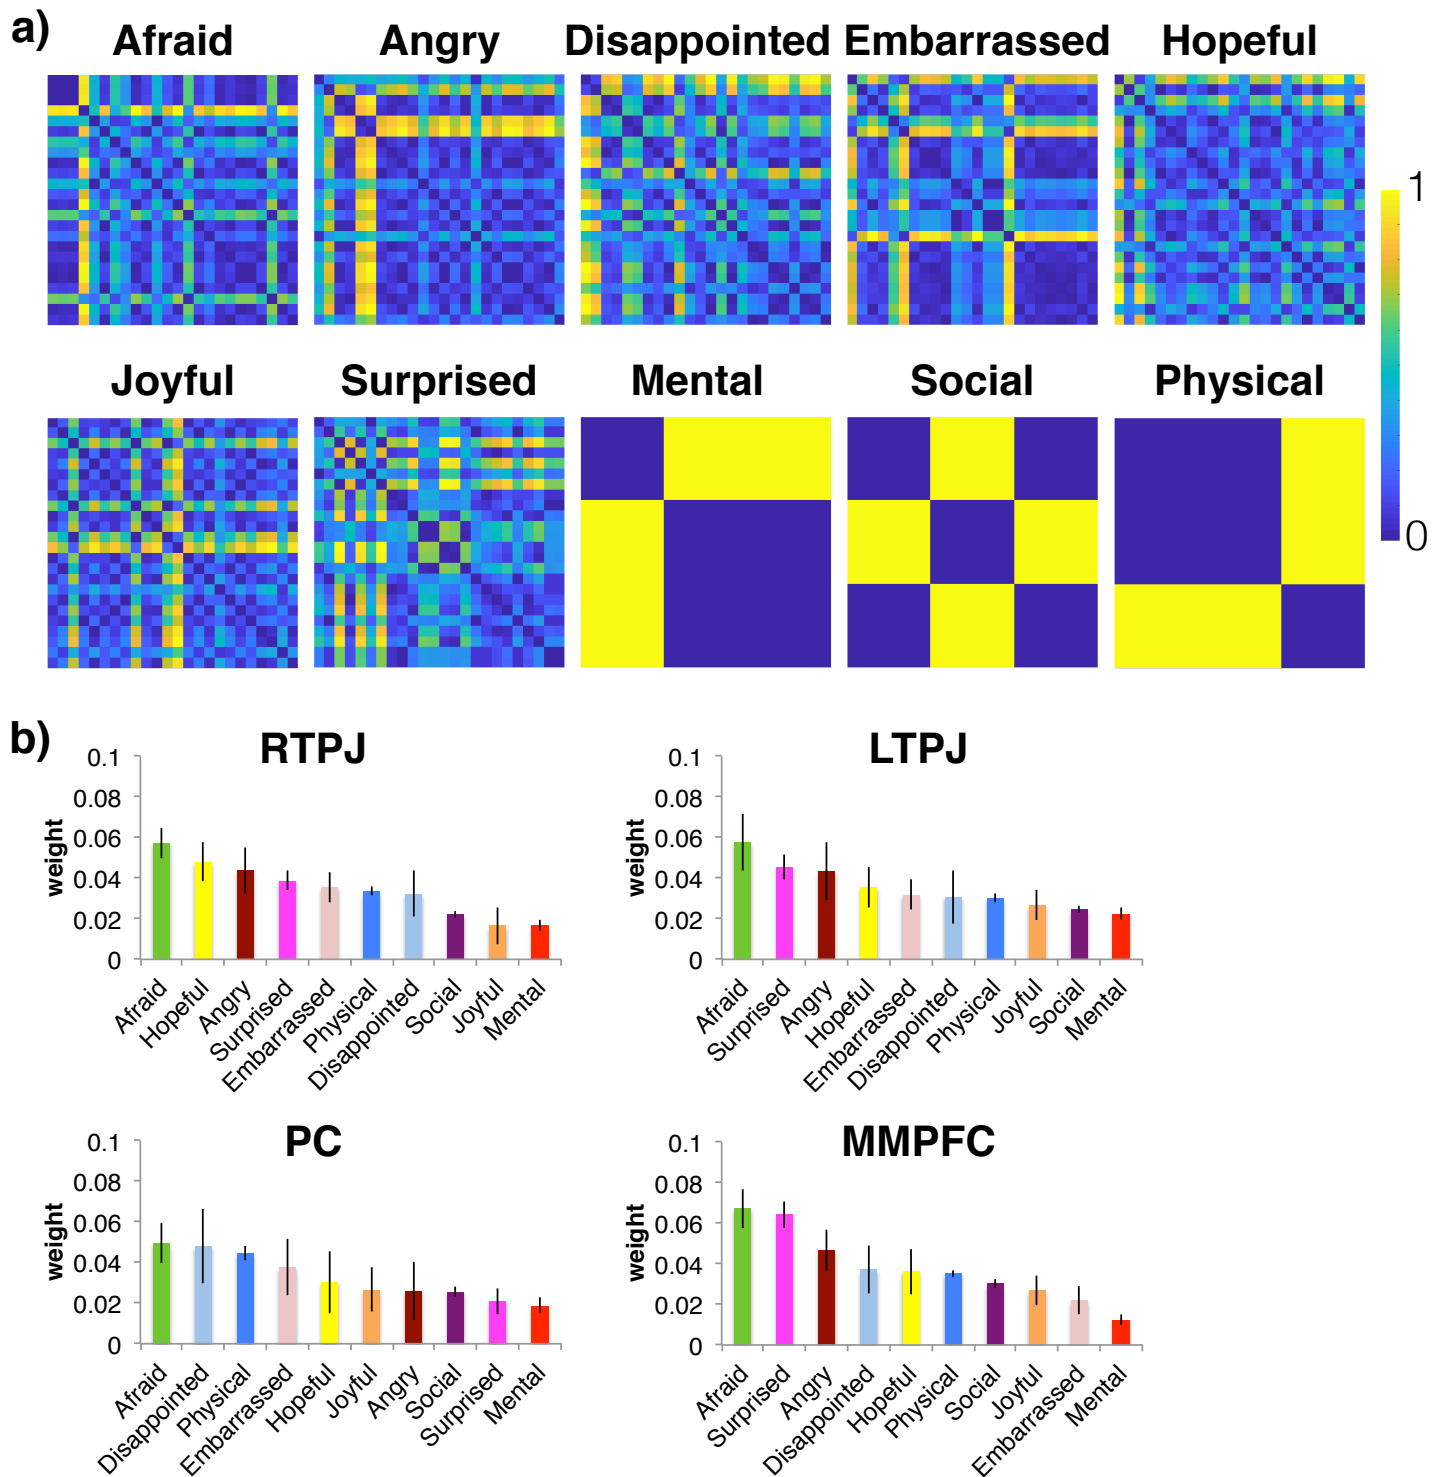 a)
Afraid Angry Disappointed Embarrassed Hopeful
1
0
Joyful Surprised Mental Social Physical
b)
RTPJ
weight
0.1
0.08
0.06
0.04
0.02
0
Afraid
Hopeful
Angry
Surprised
Embarrassed
Physical
Disappointed
Social
Joyful
Mental
LTPJ
weight
0.1
0.08
0.06
0.04
0.02
0
Afraid
Surprised
Angry
Hopeful
Embarrassed
Disappointed
Physical
Joyful
Social
Mental
PC
weight
0.1
0.08
0.06
0.04
0.02
0
Afraid
Disappointed
Physical
Embarrassed
Hopeful
Joyful
Angry
Social
Surprised
Mental
MMPFC
weight
0.1
0.08
0.06
0.04
0.02
0
Afraid
Surprised
Angry
Disappointed
Hopeful
Physical
Social
Joyful
Embarrassed
Mental